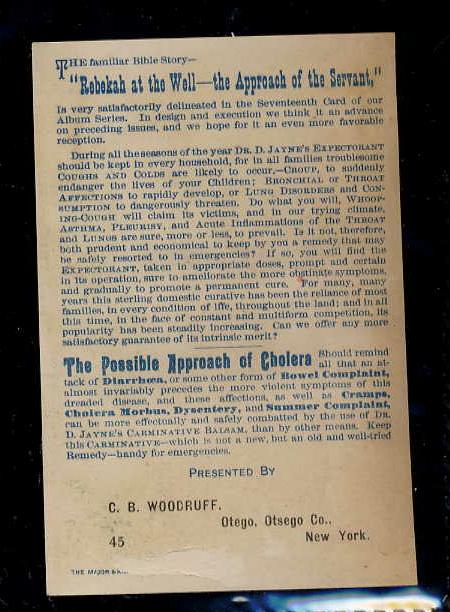 THE familiar Bible Story—
"Rebekah at the Well—the Approach of the Servant,"
Is very satisfactorily delineated in the Seventeenth Card of our
Album Series. In design and execution we think it an advance
on preceding issues, and we hope for it an even more favorable
reception.
During all the seasons of the year DR. D. JAYNE'S EXPECTORANT
should be kept in every household, for in all families troublesome
COUGHS AND COLDS are likely to occur,—CROUP, to suddenly
endanger the lives of your Children; BRONCHIAL or THROAT
AFFECTIONS to rapidly develop, or LUNG DISORDERS and CON-
SUMPTION to dangerously threaten. Do what you will, WHOOP-
ING-COUGH will claim its victims, and in our trying climate,
ASTHMA, PLEURISY, and Acute Inflammations of the THROAT
and LUNGS are sure, more or less, to prevail. Is it not, therefore,
both prudent and economical to keep by you a remedy that may
be safely resorted to in emergencies? If so, you will find the
EXPECTORANT, taken in appropriate doses, prompt and certain
in its operation, sure to ameliorate the more obstinate symptoms,
and gradually to promote a permanent cure. For many, many
years this sterling domestic curative has been the reliance of most
families, in every condition of life, throughout the land; and in all
this time, in the face of constant and multiform competition, its
popularity has been steadily increasing. Can we offer any more
satisfactory guarantee of its intrinsic merit?
The Possible Approach of Cholera Should remind
all that an at-
tack of Diarrhœa, or some other form of Bowel Complaint,
almost invariably precedes the more violent symptoms of this
dreaded disease, and these affections, as well as Cramps,
Cholera Morbus, Dysentery, and Summer Complaint,
can be more effectually and safely combatted by the use of DR.
D. JAYNE'S CARMINATIVE BALSAM, than by other means. Keep
this CARMINATIVE—which is not a new, but an old and well-tried
Remedy—handy for emergencies.
PRESENTED BY
C. B. WOODRUFF,
Otego, Otsego Co.,
45 New York.
THE MAJOR &